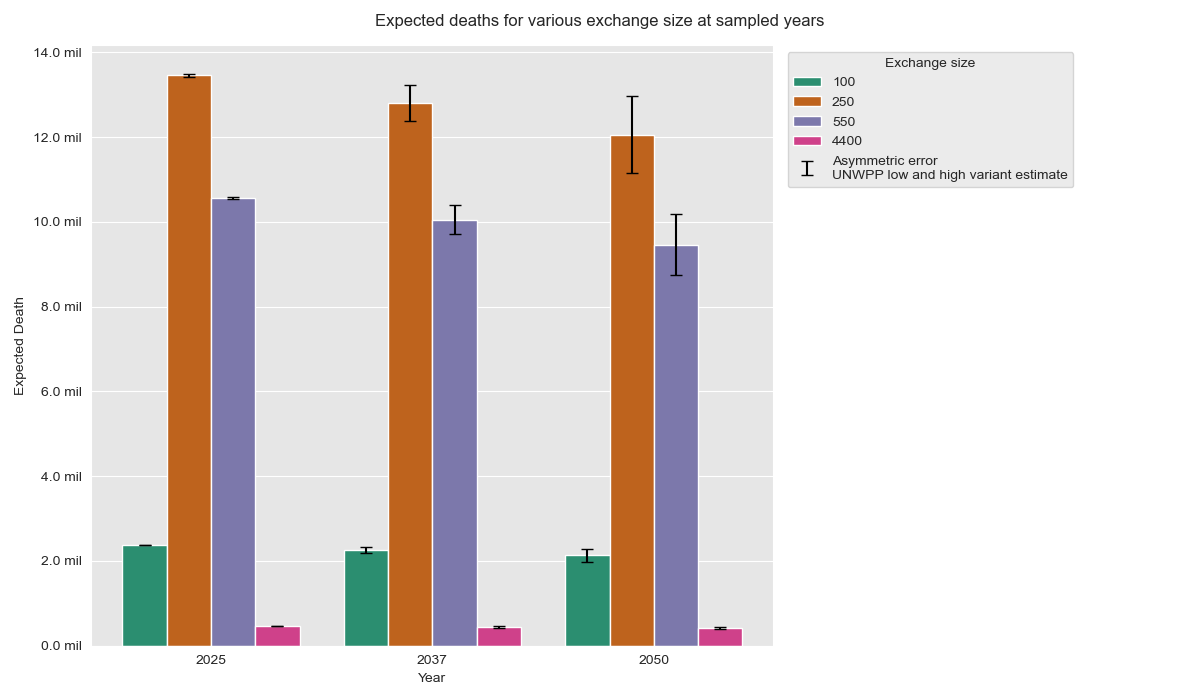 Expected deaths for various exchange size at sampled years
14.0 mil
12.0 mil
10.0 mil
8.0 mil
6.0 mil
4.0 mil
2.0 mil
0.0 mil
Expected Death
2025
2037
2050
Year
Exchange size
100
250
550
4400
Asymmetric error
UNWPP low and high variant estimate